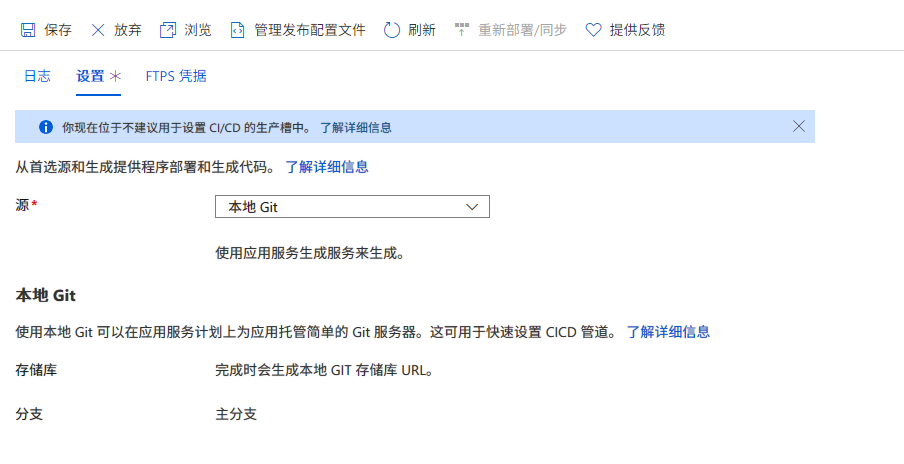 保存 放弃 浏览 管理发布配置文件 刷新 重新部署/同步 提供反馈
日志 设置 FTPS 凭据
你现在位于不建议用于设置 CI/CD 的生产槽中。 了解详细信息
从首选源和生成提供程序部署和生成代码。 了解详细信息
源* 本地 Git
使用应用服务生成服务来生成。
本地 Git
使用本地 Git 可以在应用服务计划上为应用托管简单的 Git 服务器。这可用于快速设置 CICD 管道。 了解详细信息
存储库 完成时会生成本地 GIT 存储库 URL。
分支 主分支